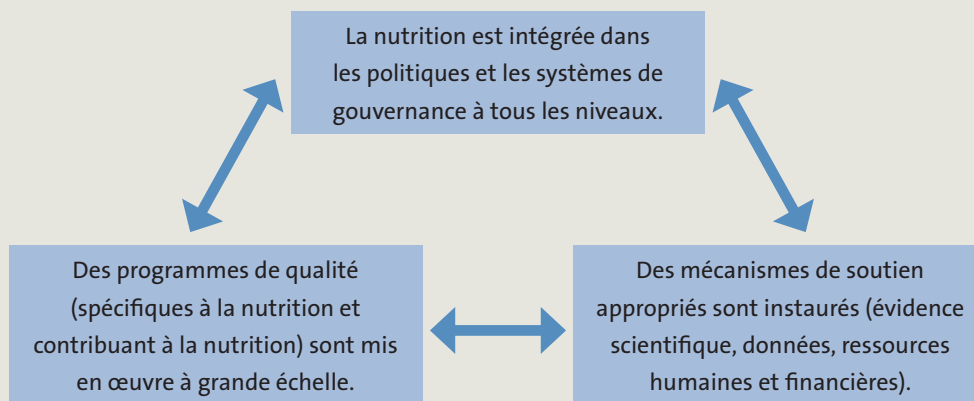 La nutrition est intégrée dans
les politiques et les systèmes de
gouvernance à tous les niveaux.
Des programmes de qualité
(spécifiques à la nutrition et
contribuant à la nutrition) sont mis
en œuvre à grande échelle.
Des mécanismes de soutien
appropriés sont instaurés (évidence
scientifique, données, ressources
humaines et financières).